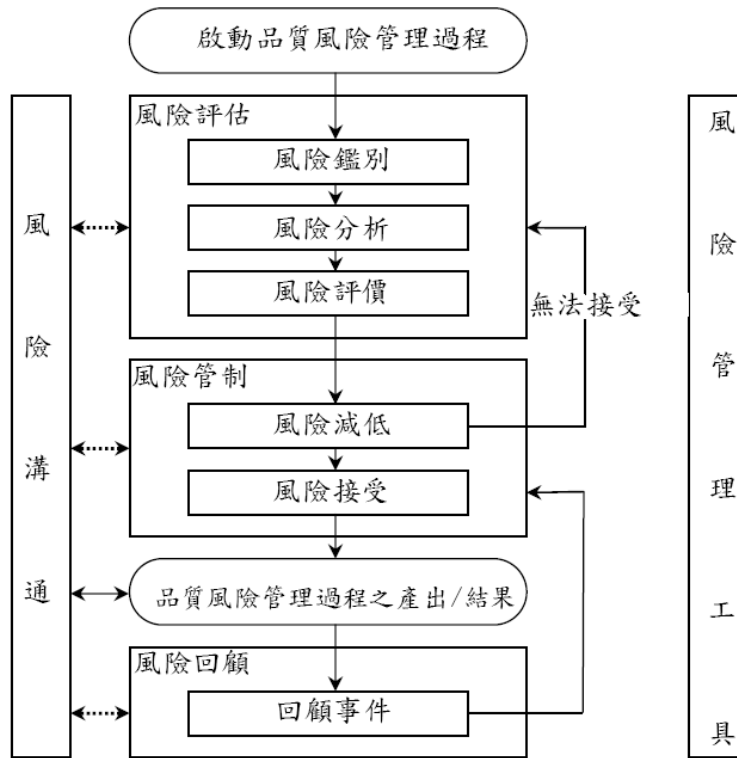 啟動品質風險管理過程
風險溝通
風險評估
風險鑑別
風險分析
風險評價
無法接受
風險管制
風險減低
風險接受
品質風險管理過程之產出/結果
風險回顧
回顧事件
風險管理工具